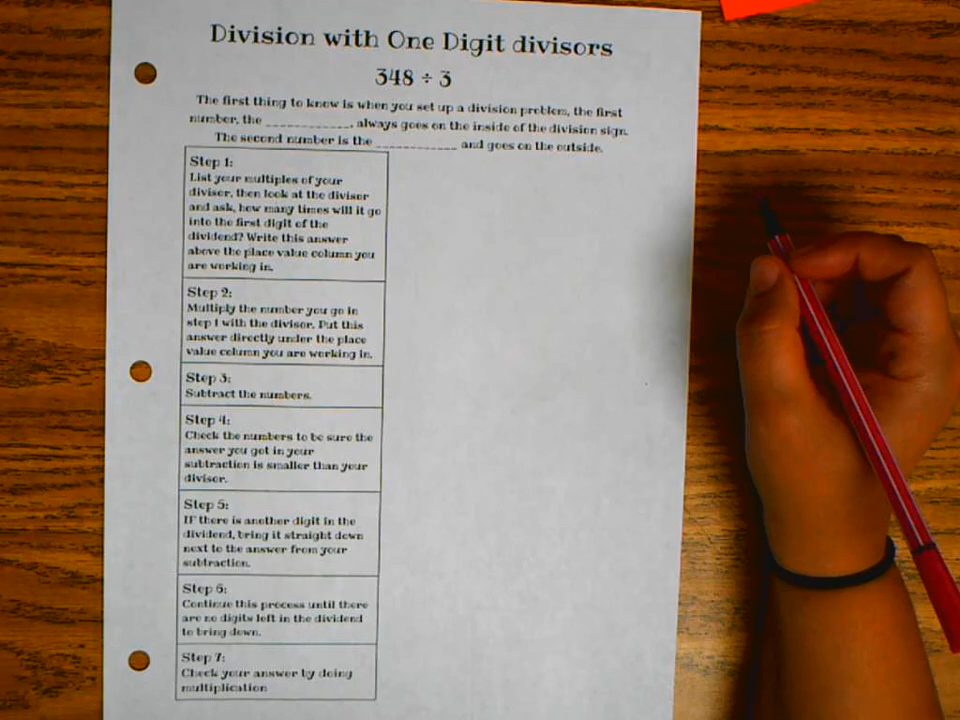 Division with One Digit divisors
348 ÷ 3
The first thing to know is when you set up a division problem, the first
number, the __________, always goes on the inside of the division sign.
The second number is the __________ and goes on the outside.
Step 1:
List your multiples of your
divisor, then look at the divisor
and ask, how many times will it go
into the first digit of the
dividend? Write this answer
above the place value column you
are working in.
Step 2:
Multiply the number you go in
step 1 with the divisor. Put this
answer directly under the place
value column you are working in.
Step 3:
Subtract the numbers.
Step 4:
Check the numbers to be sure the
answer you got in your
subtraction is smaller than your
divisor.
Step 5:
IF there is another digit in the
dividend, bring it straight down
next to the answer from your
subtraction.
Step 6:
Continue this process until there
are no digits left in the dividend
to bring down.
Step 7:
Check your answer by doing
multiplication